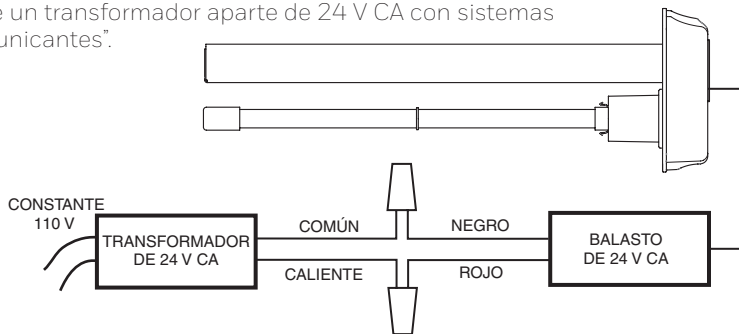 un transformador aparte de 24 V CA con sistemas
CONSTANTE
110 V
TRANSFORMADOR
DE 24 V CA
COMÚN
CALIENTE
NEGRO
ROJO
BALASTO
DE 24 V CA